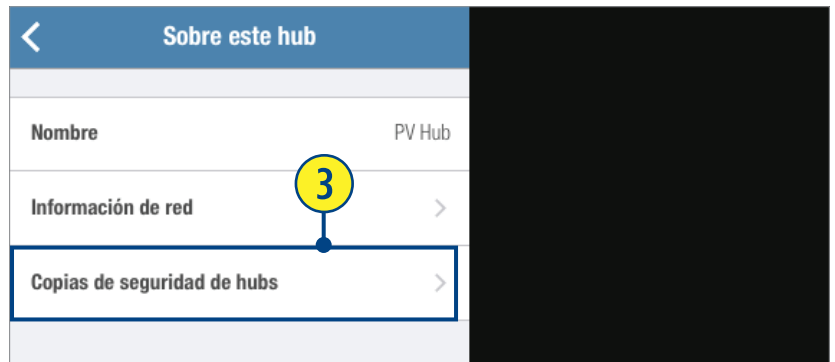 Sobre este hub
Nombre PV Hub
3
Información de red
Copias de seguridad de hubs